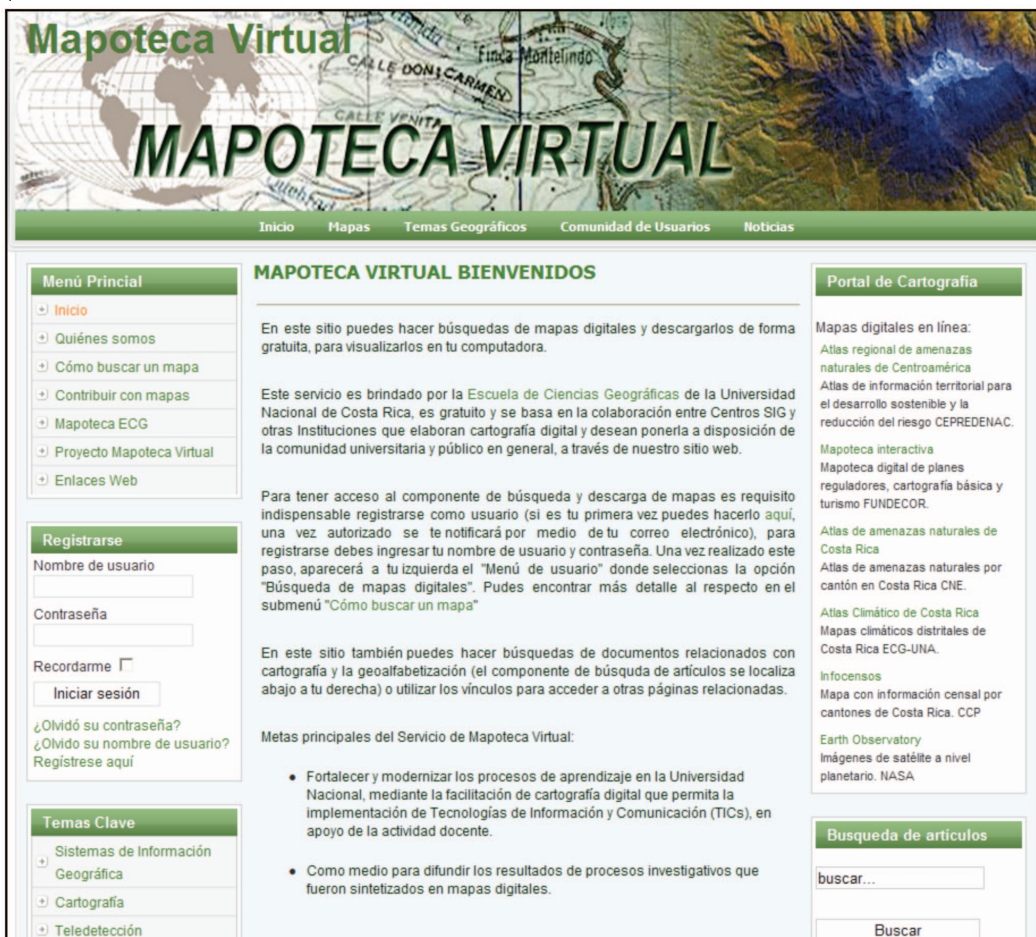 Mapoteca Virtual
Finca Montelindo
CALLE DON CARMEN
CALLE VENITA
MAPOTECA VIRTUAL
Inicio Mapas Temas Geográficos Comunidad de Usuarios Noticias
Menú Princial
Inicio
Quiénes somos
Cómo buscar un mapa
Contribuir con mapas
Mapoteca ECG
Proyecto Mapoteca Virtual
Enlaces Web
Registrarse
Nombre de usuario
Contraseña
Recordarme
Iniciar sesión
¿Olvidó su contraseña?
¿Olvido su nombre de usuario?
Regístrese aquí
Temas Clave
Sistemas de Información
Geográfica
Cartografía
Teledetección
MAPOTECA VIRTUAL BIENVENIDOS
En este sitio puedes hacer búsquedas de mapas digitales y descargarlos de forma
gratuita, para visualizarlos en tu computadora.
Este servicio es brindado por la Escuela de Ciencias Geográficas de la Universidad
Nacional de Costa Rica, es gratuito y se basa en la colaboración entre Centros SIG y
otras Instituciones que elaboran cartografía digital y desean ponerla a disposición de
la comunidad universitaria y público en general, a través de nuestro sitio web.
Para tener acceso al componente de búsqueda y descarga de mapas es requisito
indispensable registrarse como usuario (si es tu primera vez puedes hacerlo aquí,
una vez autorizado se te notificará por medio de tu correo electrónico), para
registrarse debes ingresar tu nombre de usuario y contraseña. Una vez realizado este
paso, aparecerá a tu izquierda el "Menú de usuario" donde seleccionas la opción
"Búsqueda de mapas digitales". Pudes encontrar más detalle al respecto en el
submenú "Cómo buscar un mapa"
En este sitio también puedes hacer búsquedas de documentos relacionados con
cartografía y la geoalfabetización (el componente de búsquda de artículos se localiza
abajo a tu derecha) o utilizar los vínculos para acceder a otras páginas relacionadas.
Metas principales del Servicio de Mapoteca Virtual:
• Fortalecer y modernizar los procesos de aprendizaje en la Universidad
Nacional, mediante la facilitación de cartografía digital que permita la
implementación de Tecnologías de Información y Comunicación (TICs), en
apoyo de la actividad docente.
• Como medio para difundir los resultados de procesos investigativos que
fueron sintetizados en mapas digitales.
Portal de Cartografía
Mapas digitales en línea:
Atlas regional de amenazas
naturales de Centroamérica
Atlas de información territorial para
el desarrollo sostenible y la
reducción del riesgo CEPREDENAC.
Mapoteca interactiva
Mapoteca digital de planes
reguladores, cartografía básica y
turismo FUNDECOR.
Atlas de amenazas naturales de
Costa Rica
Atlas de amenazas naturales por
cantón en Costa Rica CNE.
Atlas Climático de Costa Rica
Mapas climáticos distritales de
Costa Rica ECG-UNA.
Infocensos
Mapa con información censal por
cantones de Costa Rica. CCP
Earth Observatory
Imágenes de satélite a nivel
planetario. NASA
Busqueda de artículos
buscar...
Buscar